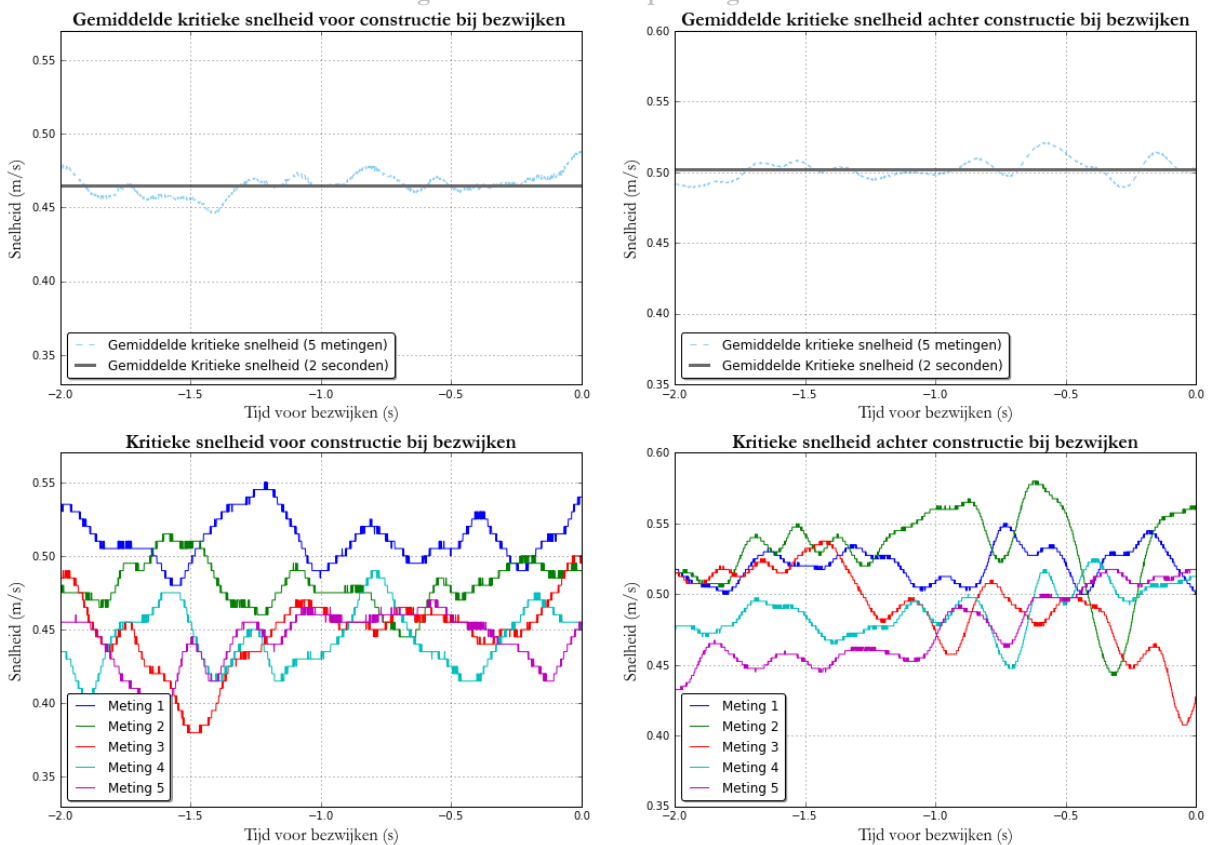 Gemiddelde kritieke snelheid voor constructie bij bezwijken
0.55
0.50
0.45
0.40
0.35
Snelheid (m/s)
Gemiddelde kritieke snelheid (5 metingen)
Gemiddelde Kritieke snelheid (2 seconden)
−2.0 −1.5 −1.0 −0.5 0.0
Tijd voor bezwijken (s)
Gemiddelde kritieke snelheid achter constructie bij bezwijken
0.60
0.55
0.50
0.45
0.40
0.35
Snelheid (m/s)
Gemiddelde kritieke snelheid (5 metingen)
Gemiddelde Kritieke snelheid (2 seconden)
−2.0 −1.5 −1.0 −0.5 0.0
Tijd voor bezwijken (s)
Kritieke snelheid voor constructie bij bezwijken
0.55
0.50
0.45
0.40
0.35
Snelheid (m/s)
Meting 1
Meting 2
Meting 3
Meting 4
Meting 5
−2.0 −1.5 −1.0 −0.5 0.0
Tijd voor bezwijken (s)
Kritieke snelheid achter constructie bij bezwijken
0.60
0.55
0.50
0.45
0.40
0.35
Snelheid (m/s)
Meting 1
Meting 2
Meting 3
Meting 4
Meting 5
−2.0 −1.5 −1.0 −0.5 0.0
Tijd voor bezwijken (s)